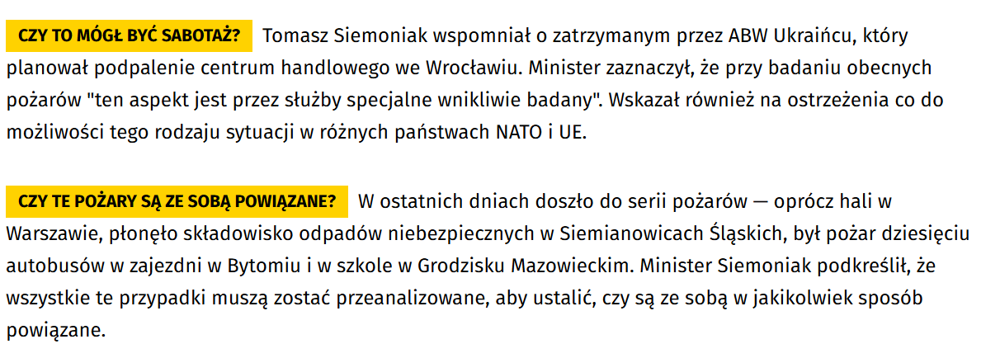 CZY TO MÓGŁ BYĆ SABOTAŻ? Tomasz Siemoniak wspomniał o zatrzymanym przez ABW Ukraińcu, który
planował podpalenie centrum handlowego we Wrocławiu. Minister zaznaczył, że przy badaniu obecnych
pożarów "ten aspekt jest przez służby specjalne wnikliwie badany". Wskazał również na ostrzeżenia co do
możliwości tego rodzaju sytuacji w różnych państwach NATO i UE.
CZY TE POŻARY SĄ ZE SOBĄ POWIĄZANE? W ostatnich dniach doszło do serii pożarów — oprócz hali w
Warszawie, płonęło składowisko odpadów niebezpiecznych w Siemianowicach Śląskich, był pożar dziesięciu
autobusów w zajezdni w Bytomiu i w szkole w Grodzisku Mazowieckim. Minister Siemoniak podkreślił, że
wszystkie te przypadki muszą zostać przeanalizowane, aby ustalić, czy są ze sobą w jakikolwiek sposób
powiązane.